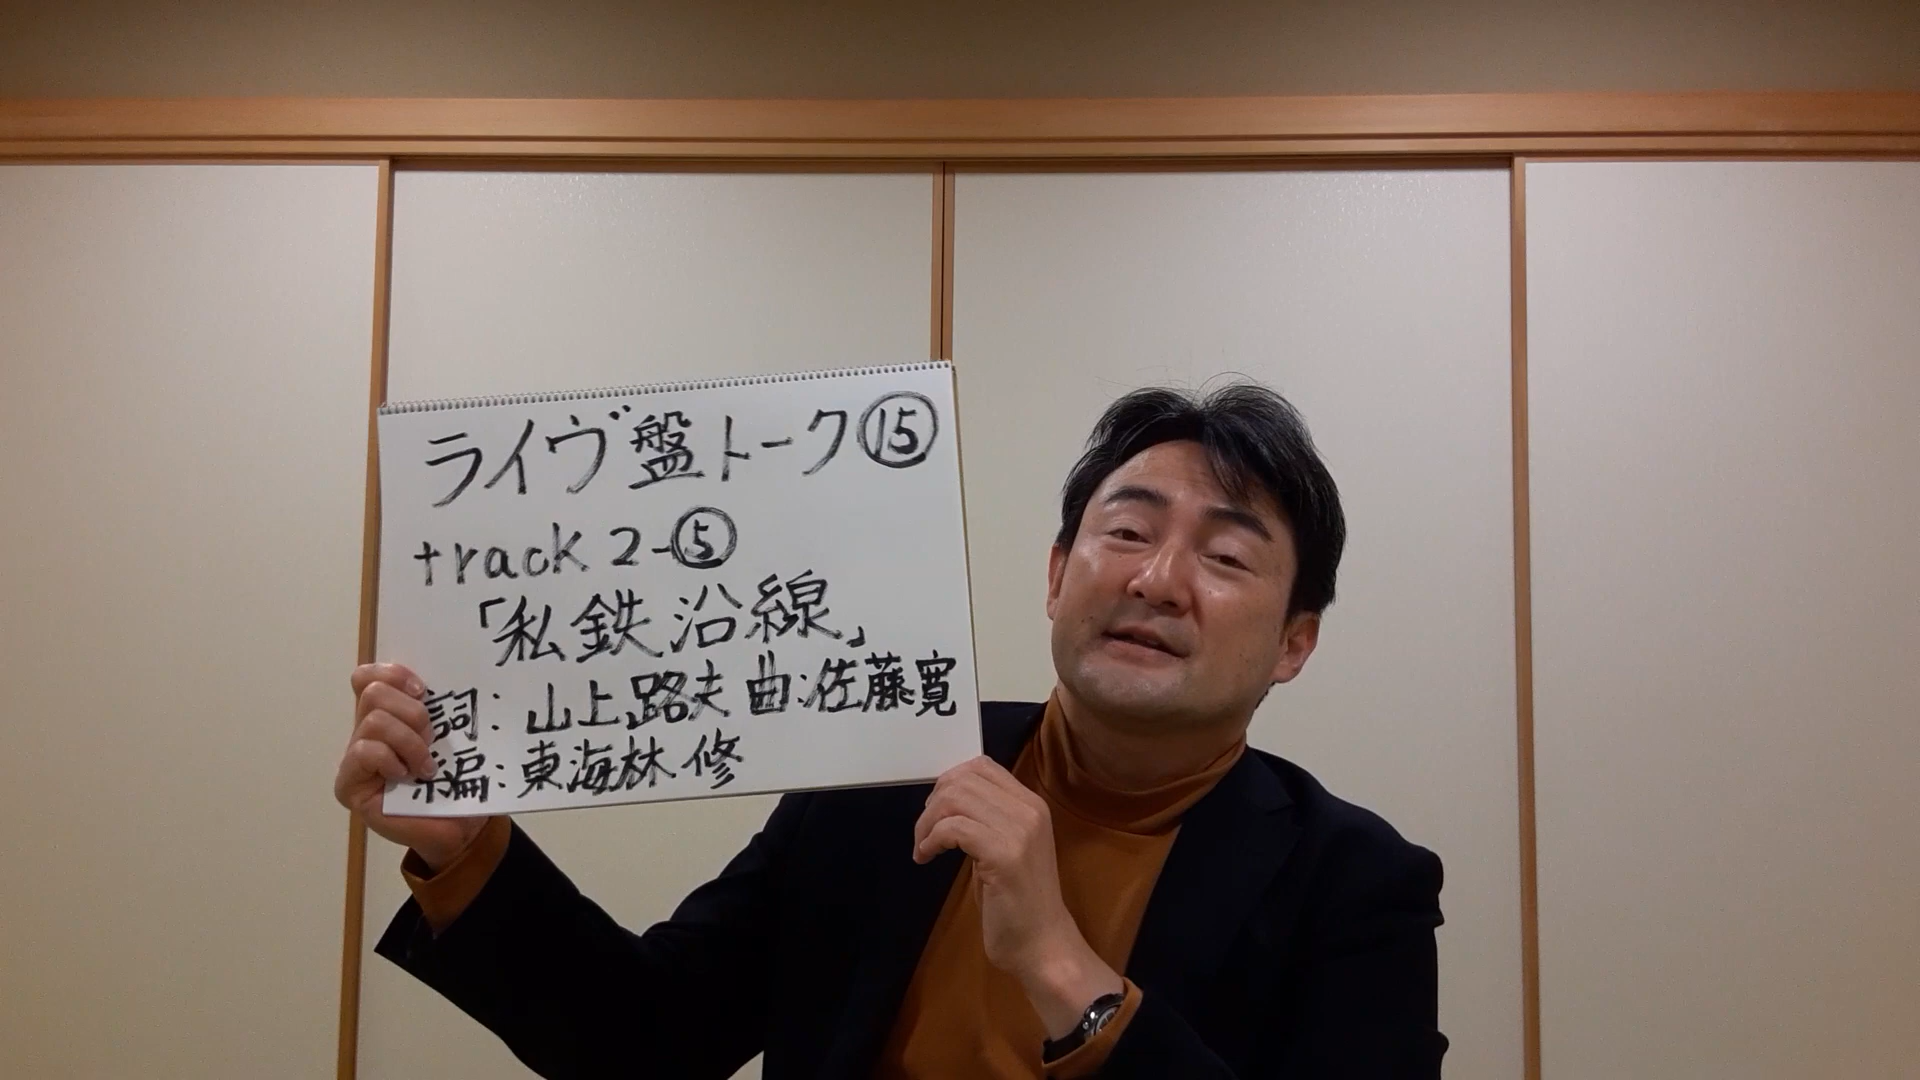 ライヴ盤トーク⑮
track 2-⑤
「私鉄沿線」
詞：山上路夫 曲：佐藤寛
編：東海林修